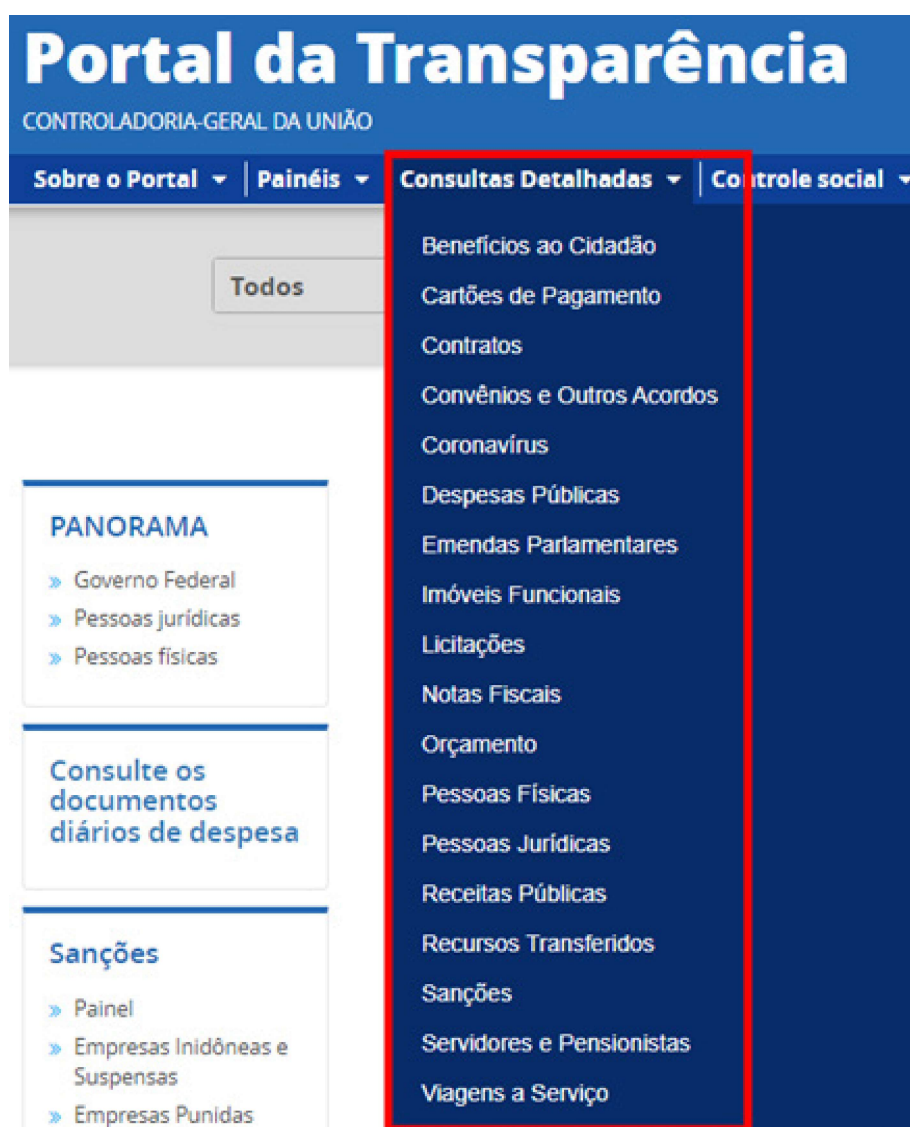 Portal da Transparência
CONTROLADORIA-GERAL DA UNIÃO
Sobre o Portal
Painéis
Consultas Detalhadas
Controle social
Todos
Benefícios ao Cidadão
Cartões de Pagamento
Contratos
Convênios e Outros Acordos
Coronavírus
Despesas Públicas
Emendas Parlamentares
Imóveis Funcionais
Licitações
Notas Fiscais
Orçamento
Pessoas Físicas
Pessoas Jurídicas
Receitas Públicas
Recursos Transferidos
Sanções
Servidores e Pensionistas
Viagens a Serviço
PANORAMA
» Governo Federal
» Pessoas jurídicas
» Pessoas físicas
Consulte os
documentos
diários de despesa
Sanções
» Painel
» Empresas Inidôneas e
Suspensas
» Empresas Punidas